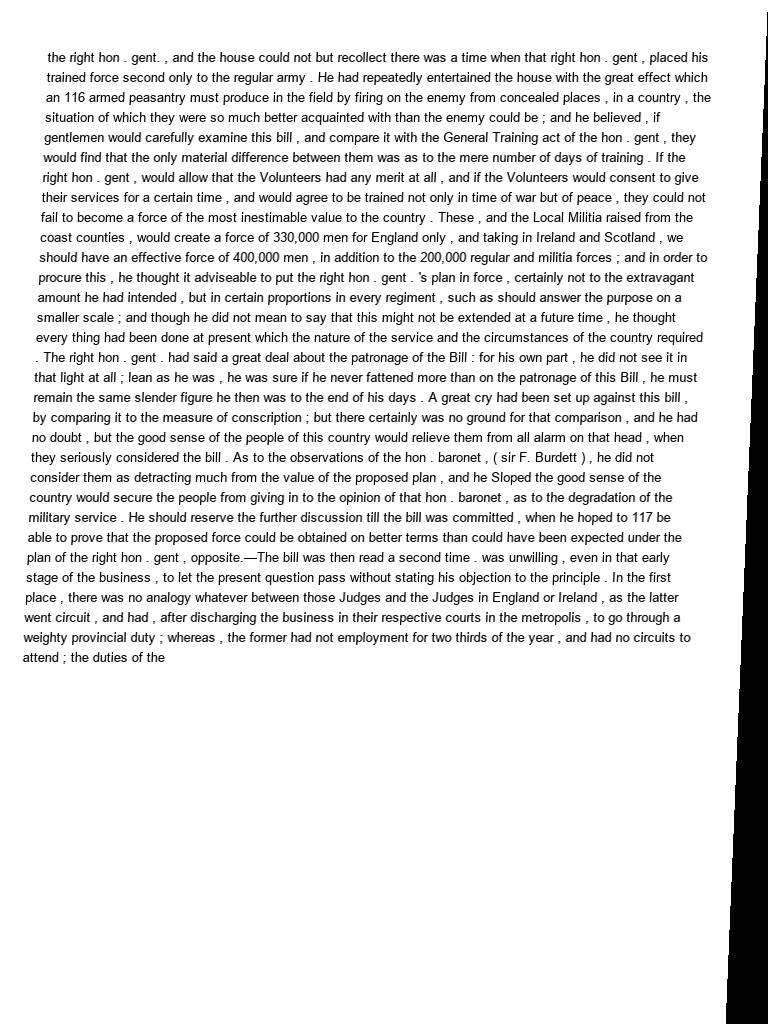 the right hon . gent. , and the house could not but recollect there was a time when that right hon . gent , placed his
trained force second only to the regular army . He had repeatedly entertained the house with the great effect which
an 116 armed peasantry must produce in the field by firing on the enemy from concealed places , in a country , the
situation of which they were so much better acquainted with than the enemy could be ; and he believed , if
gentlemen would carefully examine this bill , and compare it with the General Training act of the hon . gent , they
would find that the only material difference between them was as to the mere number of days of training . If the
right hon . gent , would allow that the Volunteers had any merit at all , and if the Volunteers would consent to give
their services for a certain time , and would agree to be trained not only in time of war but of peace , they could not
fail to become a force of the most inestimable value to the country . These , and the Local Militia raised from the
coast counties , would create a force of 330,000 men for England only , and taking in Ireland and Scotland , we
should have an effective force of 400,000 men , in addition to the 200,000 regular and militia forces ; and in order to
procure this , he thought it adviseable to put the right hon . gent . 's plan in force , certainly not to the extravagant
amount he had intended , but in certain proportions in every regiment , such as should answer the purpose on a
smaller scale ; and though he did not mean to say that this might not be extended at a future time , he thought
every thing had been done at present which the nature of the service and the circumstances of the country required
. The right hon . gent . had said a great deal about the patronage of the Bill : for his own part , he did not see it in
that light at all ; lean as he was , he was sure if he never fattened more than on the patronage of this Bill , he must
remain the same slender figure he then was to the end of his days . A great cry had been set up against this bill ,
by comparing it to the measure of conscription ; but there certainly was no ground for that comparison , and he had
no doubt , but the good sense of the people of this country would relieve them from all alarm on that head , when
they seriously considered the bill . As to the observations of the hon . baronet , ( sir F. Burdett ) , he did not
consider them as detracting much from the value of the proposed plan , and he Sloped the good sense of the
country would secure the people from giving in to the opinion of that hon . baronet , as to the degradation of the
military service . He should reserve the further discussion till the bill was committed , when he hoped to 117 be
able to prove that the proposed force could be obtained on better terms than could have been expected under the
plan of the right hon . gent , opposite.—The bill was then read a second time . was unwilling , even in that early
stage of the business , to let the present question pass without stating his objection to the principle . In the first
place , there was no analogy whatever between those Judges and the Judges in England or Ireland , as the latter
went circuit , and had , after discharging the business in their respective courts in the metropolis , to go through a
weighty provincial duty ; whereas , the former had not employment for two thirds of the year , and had no circuits to
attend ; the duties of the